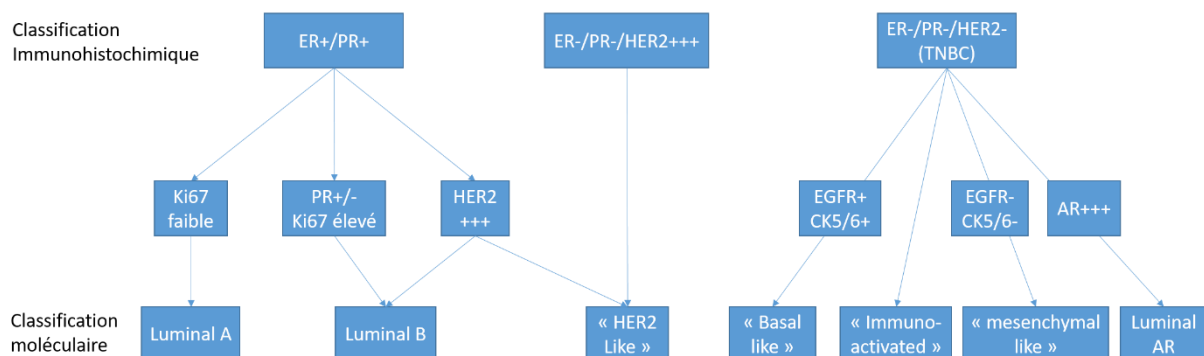 Classification
Immunohistochimique
ER+/PR+
ER-/PR-/HER2+++
ER-/PR-/HER2-
(TNBC)
Ki67
faible
PR+/-
Ki67 élevé
HER2
+++
EGFR+
CK5/6+
EGFR-
CK5/6-
AR+++
Classification
moléculaire
Luminal A
Luminal B
« HER2
Like »
« Basal
like »
« Immuno-
activated »
« mesenchymal
like »
Luminal
AR